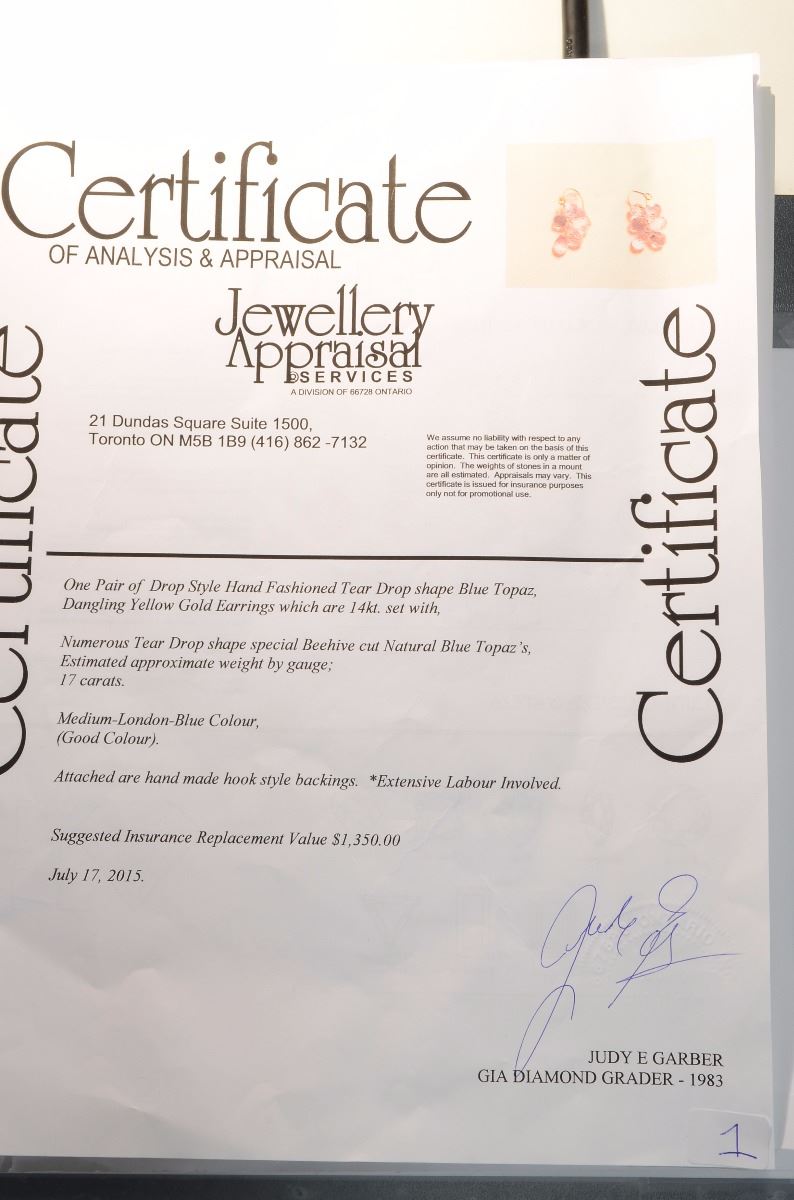 Certificate
OF ANALYSIS & APPRAISAL
Jewellery
Appraisal
SERVICES
A DIVISION OF 66728 ONTARIO
21 Dundas Square Suite 1500,
Toronto ON M5B 1B9 (416) 862 -7132
We assume no liability with respect to any
action that may be taken on the basis of this
certificate. This certificate is only a matter of
opinion. The weights of stones in a mount
are all estimated. Appraisals may vary. This
certificate is issued for insurance purposes
only not for promotional use.
Certificate
Certificate
One Pair of Drop Style Hand Fashioned Tear Drop shape Blue Topaz,
Dangling Yellow Gold Earrings which are 14kt. set with,
Numerous Tear Drop shape special Beehive cut Natural Blue Topaz's,
Estimated approximate weight by gauge;
17 carats.
Medium-London-Blue Colour,
(Good Colour).
Attached are hand made hook style backings. *Extensive Labour Involved.
Suggested Insurance Replacement Value $1,350.00
July 17, 2015.
JUDY E GARBER
GIA DIAMOND GRADER - 1983
1